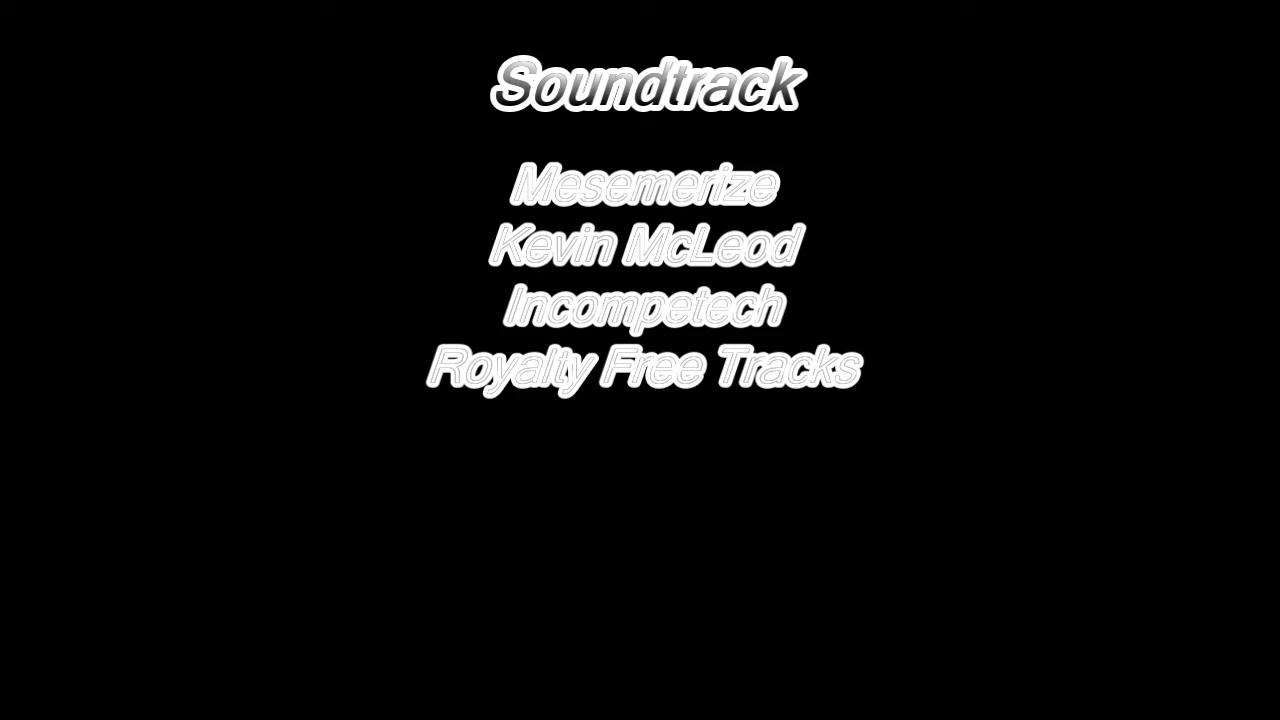 Soundtrack
Mesemerize
Kevin McLeod
Incompetech
Royalty Free Tracks